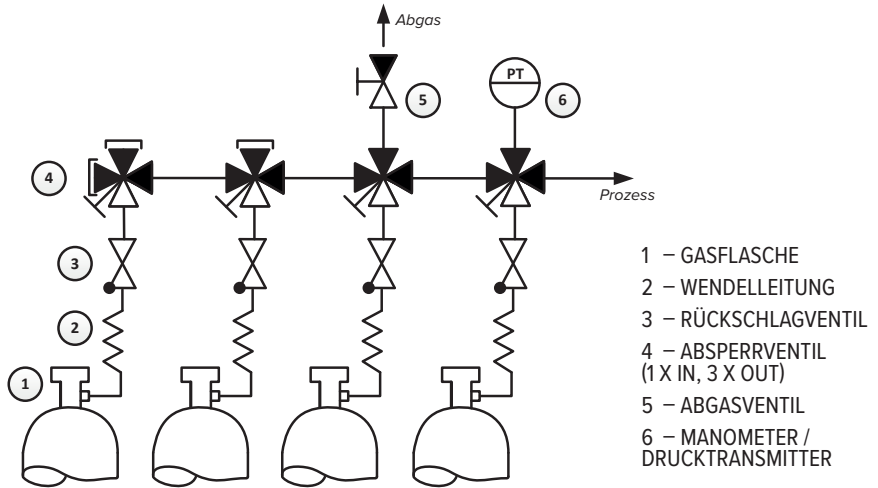 Abgas
PT
5
6
4
Prozess
3
2
1
1 – GASFLASCHE
2 – WENDELLEITUNG
3 – RÜCKSCHLAGVENTIL
4 – ABSPERRVENTIL
(1 X IN, 3 X OUT)
5 – ABGASVENTIL
6 – MANOMETER /
DRUCKTRANSMITTER